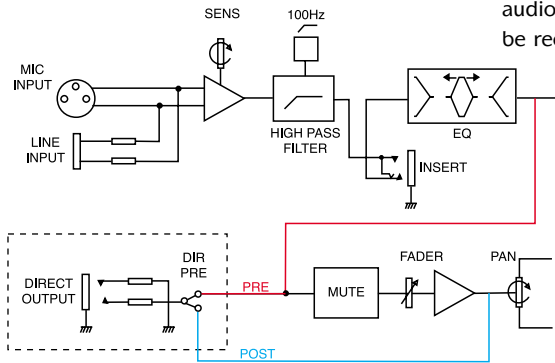 audio
be rec
SENS
100Hz
MIC
INPUT
LINE
INPUT
HIGH PASS
FILTER
EQ
INSERT
DIRECT
OUTPUT
DIR
PRE
PRE
MUTE
FADER
PAN
POST